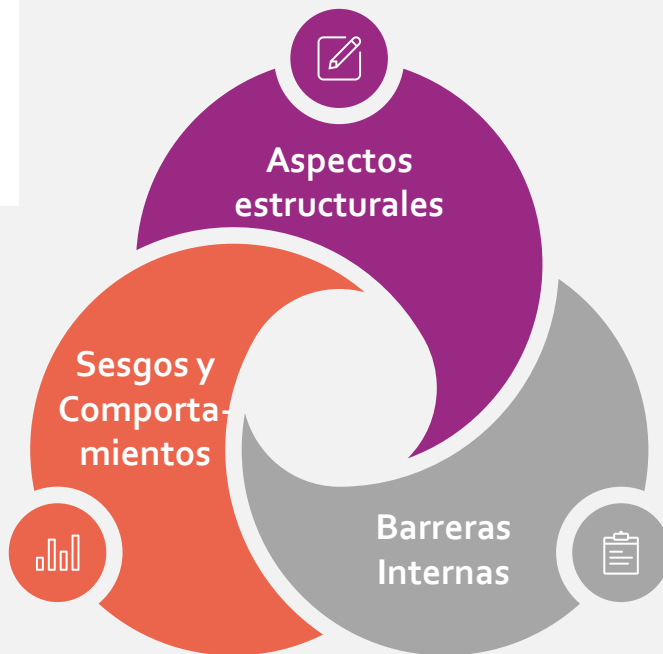 Aspectos
estructurales
Sesgos y
Comporta-
mientos
Barreras
Internas